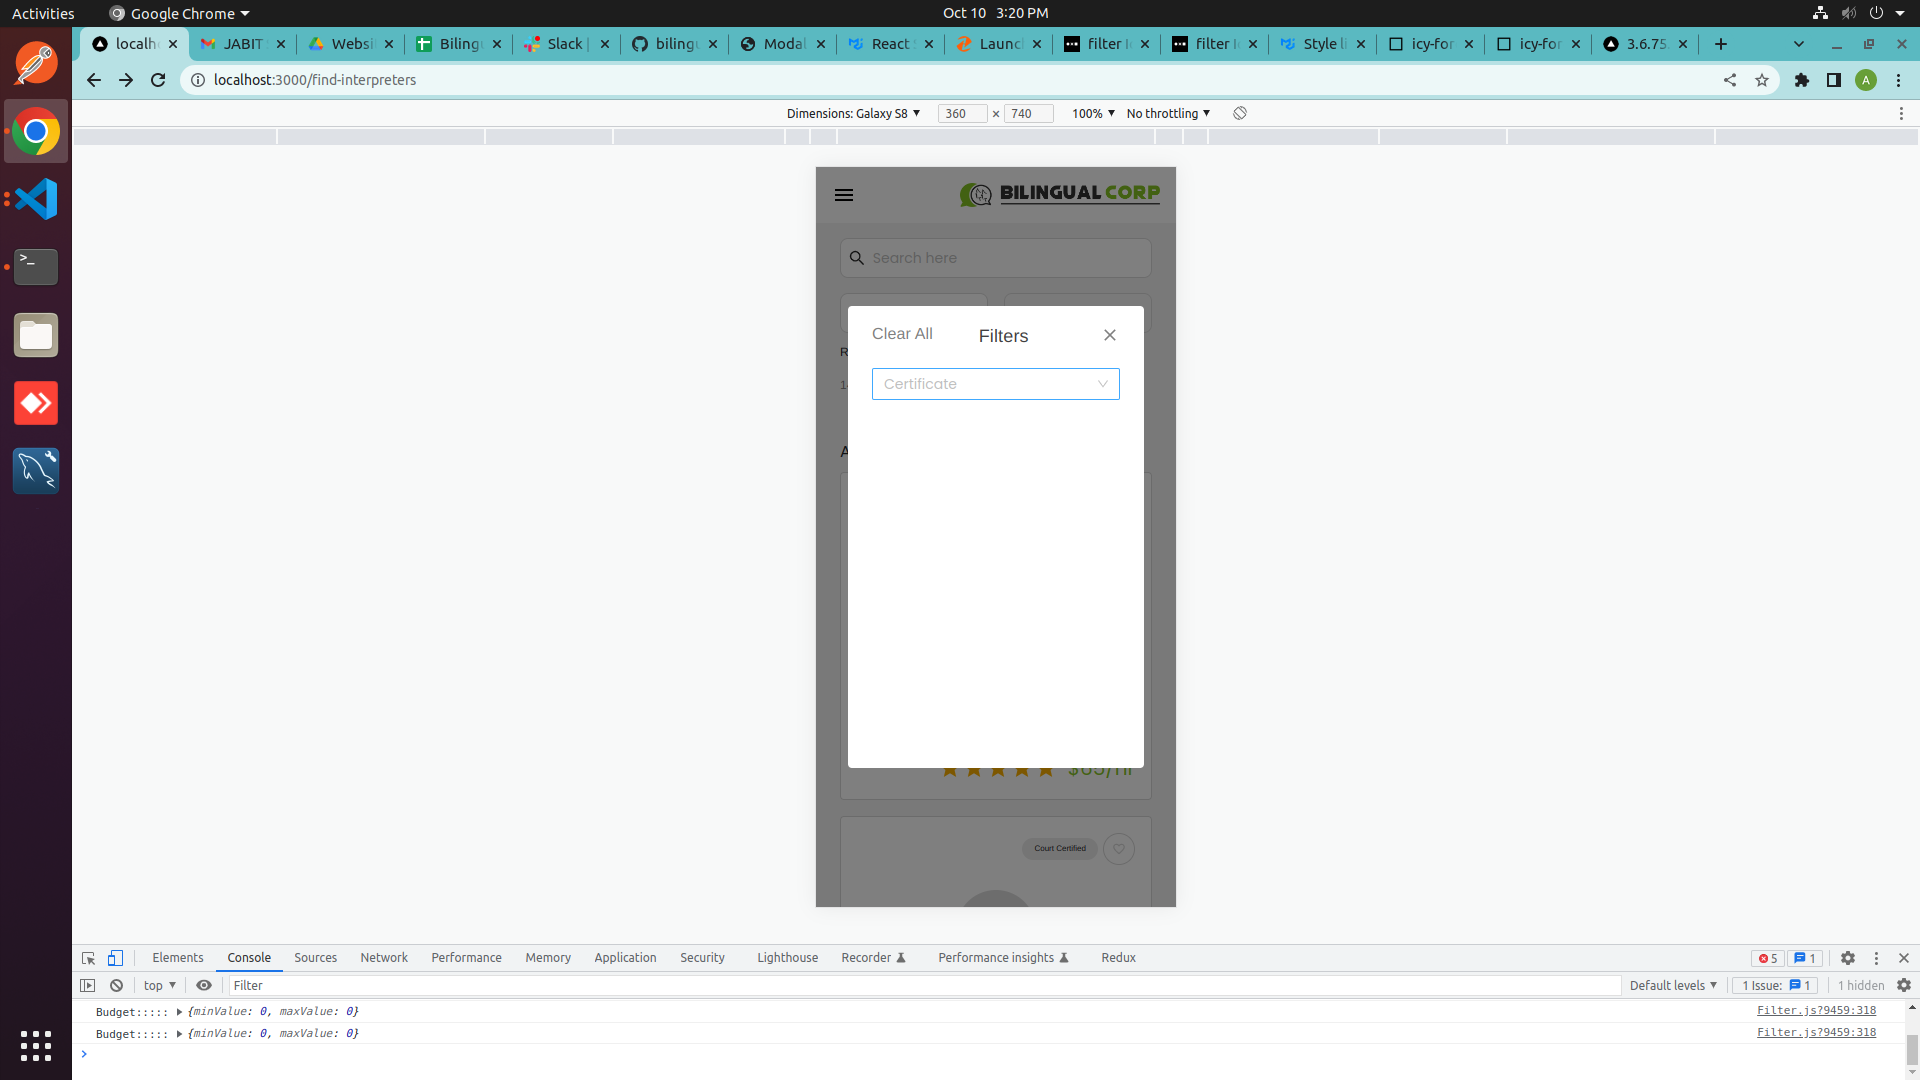 Activities
Google Chrome
Oct 10 3:20 PM
localh
JABIT
Websi
Biling
Slack |
biling
Modal
React
Launc
filter
filter
Style li
icy-for
icy-for
3.6.75
localhost:3000/find-interpreters
A
Dimensions: Galaxy S8
360 × 740
100%
No throttling
BILINGUAL CORP
Search here
Clear All
Filters
Certificate
R
A
$65/hr
Court Certified
Elements
Console
Sources
Network
Performance
Memory
Application
Security
Lighthouse
Recorder
Performance insights
Redux
5
1
top
Filter
Default levels
1 Issue: 1
1 hidden
Budget::::: {minValue: 0, maxValue: 0}
Filter.js?9459:318
Budget::::: {minValue: 0, maxValue: 0}
Filter.js?9459:318